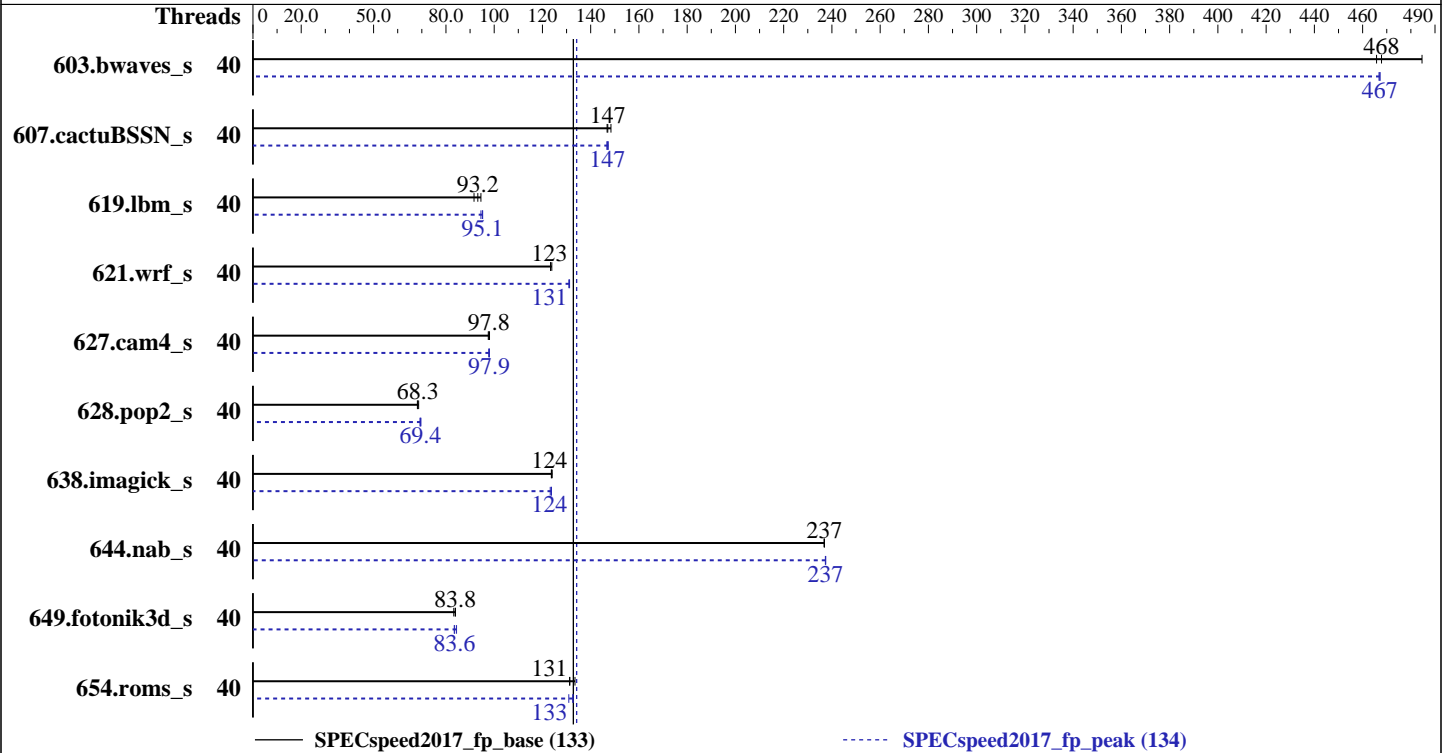 Threads 0 20.0 50.0 80.0 100 120 140 160 180 200 220 240 260 280 300 320 340 360 380 400 420 440 460 490
603.bwaves_s 40 468
467
607.cactuBSSN_s 40 147
147
619.lbm_s 40 93.2
95.1
621.wrf_s 40 123
131
627.cam4_s 40 97.8
97.9
628.pop2_s 40 68.3
69.4
638.imagick_s 40 124
124
644.nab_s 40 237
237
649.fotonik3d_s 40 83.8
83.6
654.roms_s 40 131
133
SPECspeed2017_fp_base (133) SPECspeed2017_fp_peak (134)